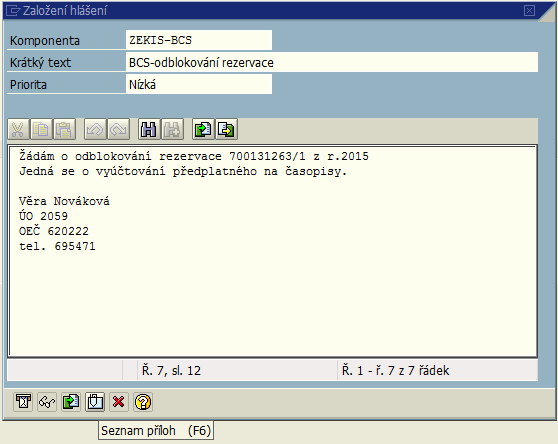 Založení hlášení
Komponenta ZEKIS-BCS
Krátký text BCS-odblokování rezervace
Priorita Nízká
Žádám o odblokování rezervace 700131263/1 z r.2015
Jedná se o vyúčtování předplatného na časopisy.
Věra Nováková
ÚO 2059
OEČ 620222
tel. 695471
Ř. 7, sl. 12 Ř. 1 - ř. 7 z 7 řádek
Seznam příloh (F6)